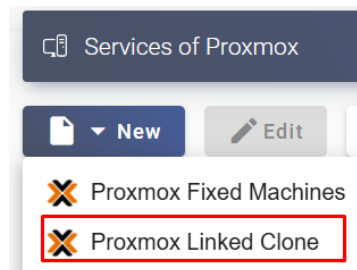 Services of Proxmox
New
Edit
Proxmox Fixed Machines
Proxmox Linked Clone